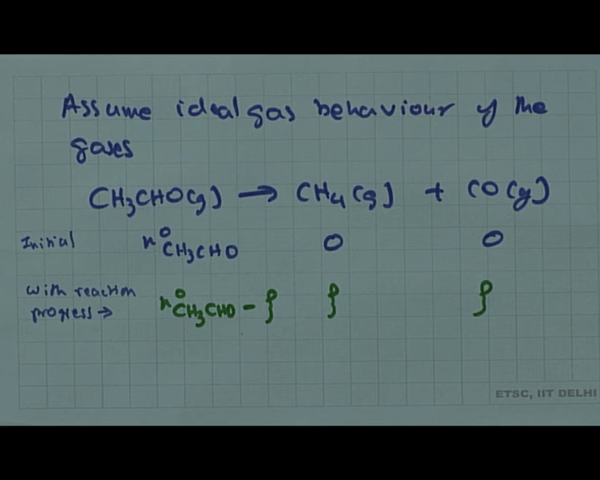 Assume ideal gas behaviour of the
gases
CH₃CHO(g) → CH₄(g) + CO(g)
Initial n°CH₃CHO 0 0
With reaction
progress → n°CH₃CHO - ξ ξ ξ
ETSC, IIT DELHI